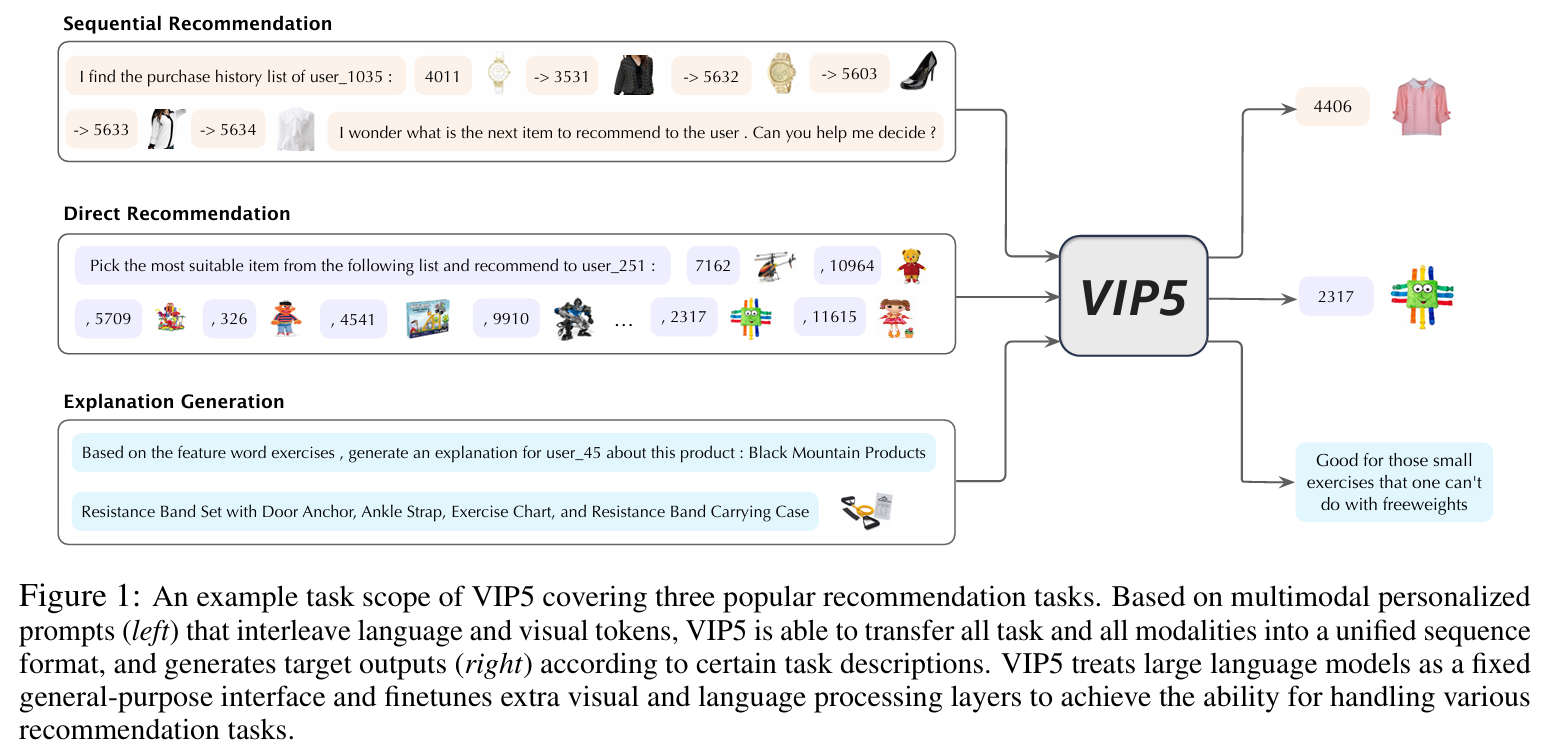 Sequential Recommendation
I find the purchase history list of user_1035 : 4011 -> 3531 -> 5632 -> 5603
-> 5633 -> 5634 I wonder what is the next item to recommend to the user . Can you help me decide ?
4406
Direct Recommendation
Pick the most suitable item from the following list and recommend to user_251 : 7162 , 10964
, 5709 , 326 , 4541 , 9910 ... , 2317 , 11615
VIP5
2317
Explanation Generation
Based on the feature word exercises , generate an explanation for user_45 about this product : Black Mountain Products
Resistance Band Set with Door Anchor, Ankle Strap, Exercise Chart, and Resistance Band Carrying Case
Good for those small
exercises that one can't
do with freeweights
Figure 1: An example task scope of VIP5 covering three popular recommendation tasks. Based on multimodal personalized
prompts (left) that interleave language and visual tokens, VIP5 is able to transfer all task and all modalities into a unified sequence
format, and generates target outputs (right) according to certain task descriptions. VIP5 treats large language models as a fixed
general-purpose interface and finetunes extra visual and language processing layers to achieve the ability for handling various
recommendation tasks.